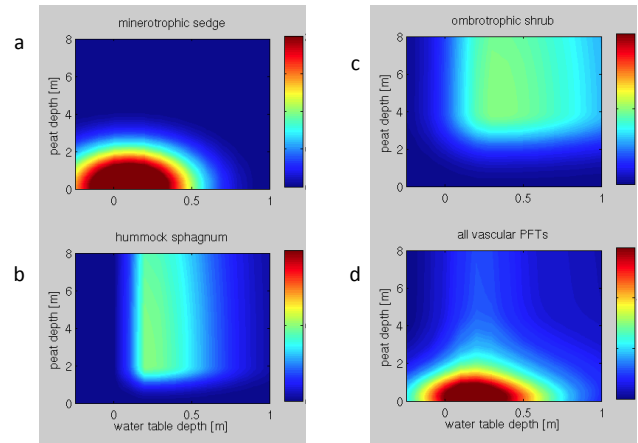 a
minerotrophic sedge
peat depth [m]
8
6
4
2
0
0
0.5
1
b
hummock sphagnum
peat depth [m]
8
6
4
2
0
0
0.5
1
water table depth [m]
c
ombrotrophic shrub
peat depth [m]
8
6
4
2
0
0
0.5
1
d
all vascular PFTs
peat depth [m]
8
6
4
2
0
0
0.5
1
water table depth [m]